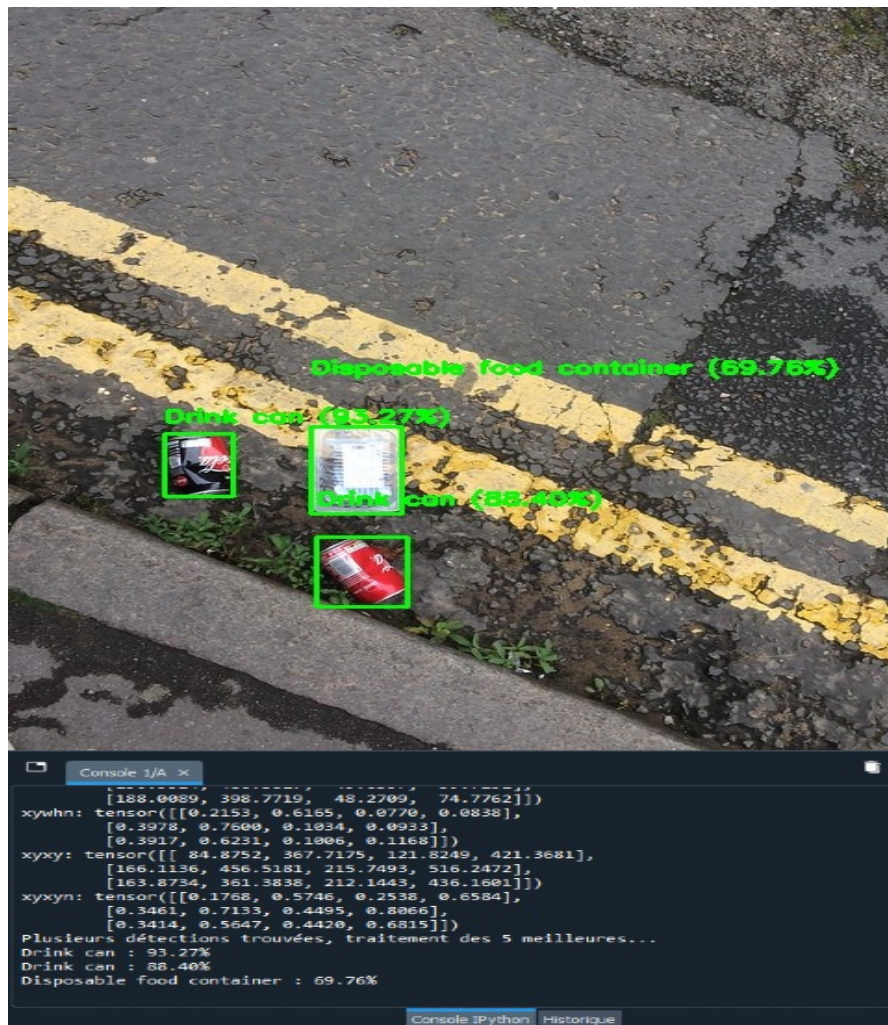 Disposable food container (69.76%)
Drink can (93.27%)
Drink can (88.40%)
Console 1/A ×
[188.0089, 398.7719, 48.2709, 74.7762]])
xywhn: tensor([[0.2153, 0.6165, 0.0770, 0.0838],
[0.3978, 0.7600, 0.1034, 0.0933],
[0.3917, 0.6231, 0.1006, 0.1168]])
xyxy: tensor([[ 84.8752, 367.7175, 121.8249, 421.3681],
[166.1136, 456.5181, 215.7493, 516.2472],
[163.8734, 361.3838, 212.1443, 436.1601]])
xyxyn: tensor([[0.1768, 0.5746, 0.2538, 0.6584],
[0.3461, 0.7133, 0.4495, 0.8066],
[0.3414, 0.5647, 0.4420, 0.6815]])
Plusieurs détections trouvées, traitement des 5 meilleures...
Drink can : 93.27%
Drink can : 88.40%
Disposable food container : 69.76%
Console IPython Historique